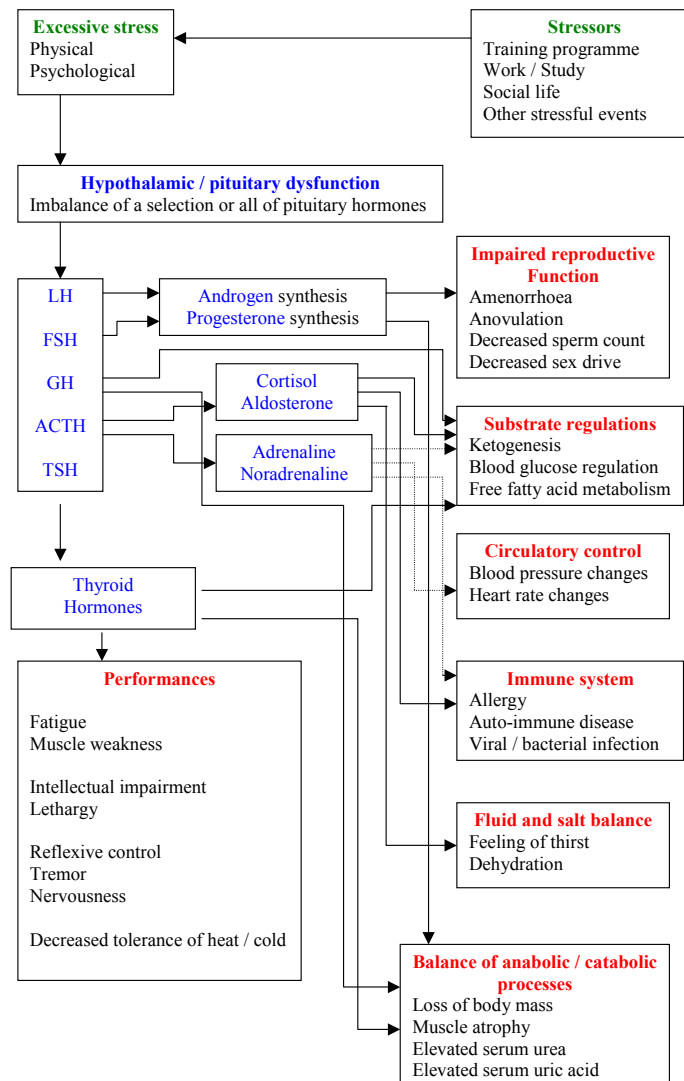 Excessive stress
Physical
Psychological
Stressors
Training programme
Work / Study
Social life
Other stressful events
Hypothalamic / pituitary dysfunction
Imbalance of a selection or all of pituitary hormones
LH
FSH
GH
ACTH
TSH
Androgen synthesis
Progesterone synthesis
Cortisol
Aldosterone
Adrenaline
Noradrenaline
Impaired reproductive
Function
Amenorrhoea
Anovulation
Decreased sperm count
Decreased sex drive
Substrate regulations
Ketogenesis
Blood glucose regulation
Free fatty acid metabolism
Circulatory control
Blood pressure changes
Heart rate changes
Thyroid
Hormones
Performances
Fatigue
Muscle weakness
Intellectual impairment
Lethargy
Reflexive control
Tremor
Nervousness
Decreased tolerance of heat / cold
Immune system
Allergy
Auto-immune disease
Viral / bacterial infection
Fluid and salt balance
Feeling of thirst
Dehydration
Balance of anabolic / catabolic
processes
Loss of body mass
Muscle atrophy
Elevated serum urea
Elevated serum uric acid